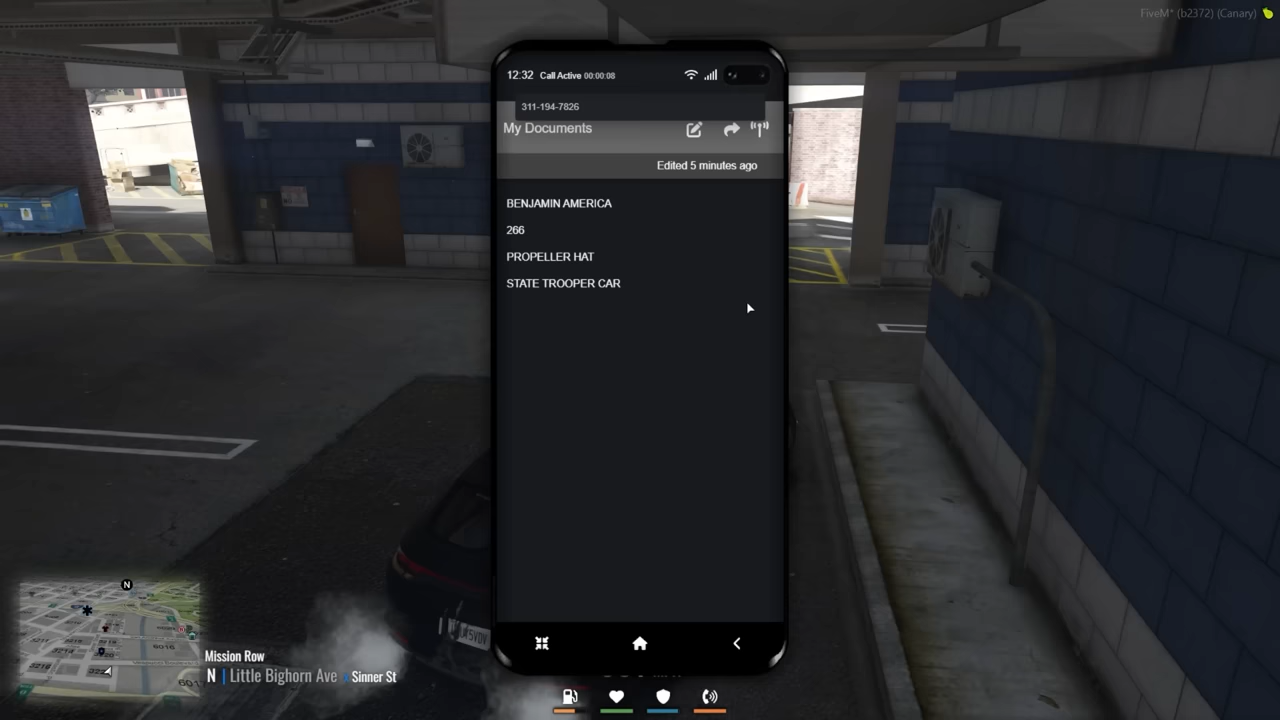 FiveM* (b2372) (Canary)
12:32 Call Active 00:00:08
311-194-7826
My Documents
Edited 5 minutes ago
BENJAMIN AMERICA
266
PROPELLER HAT
STATE TROOPER CAR
N
Mission Row
N | Little Bighorn Ave Sinner St